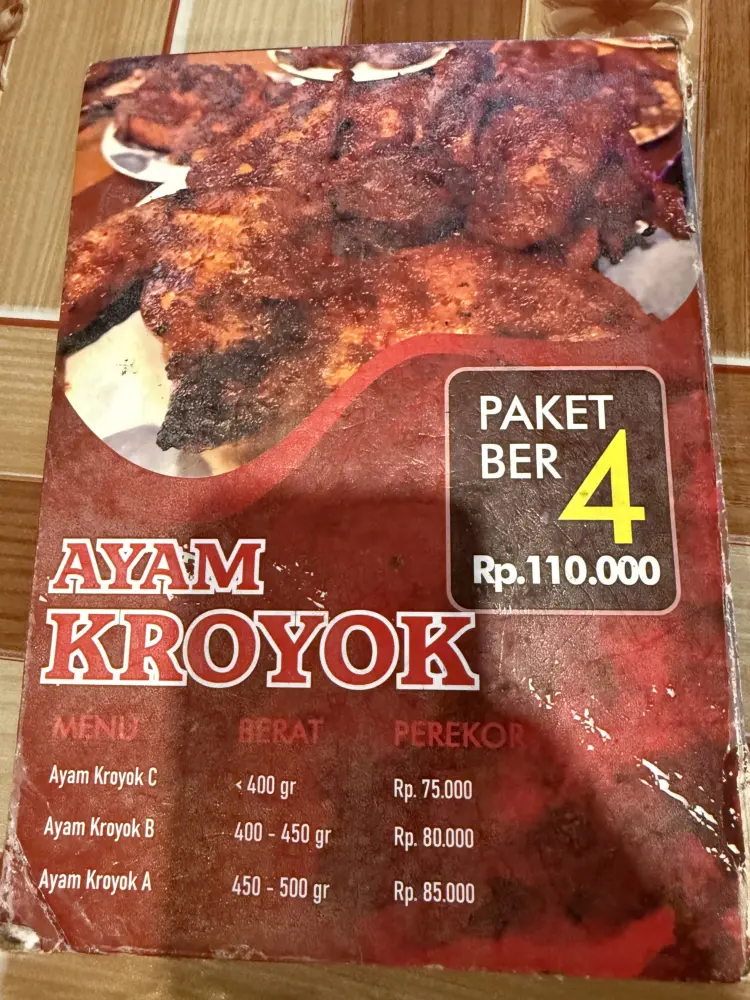 PAKET
BER 4
Rp.110.000
AYAM
KROYOK
MENU BERAT PEREKOR
Ayam Kroyok C < 400 gr Rp. 75.000
Ayam Kroyok B 400 - 450 gr Rp. 80.000
Ayam Kroyok A 450 - 500 gr Rp. 85.000